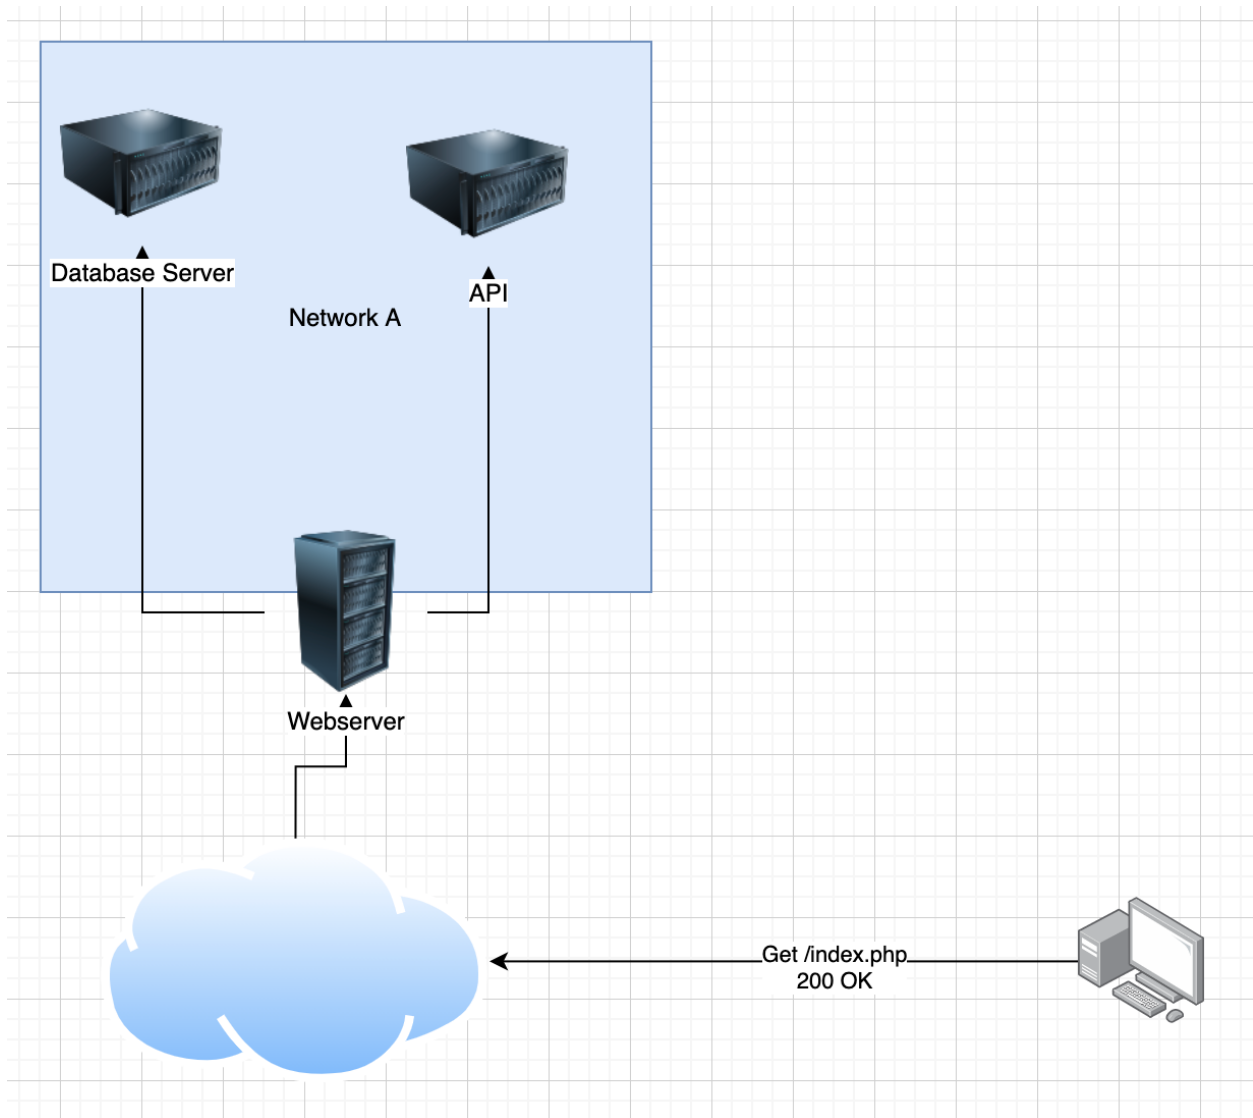 Database Server
API
Network A
Webserver
Get /index.php
200 OK